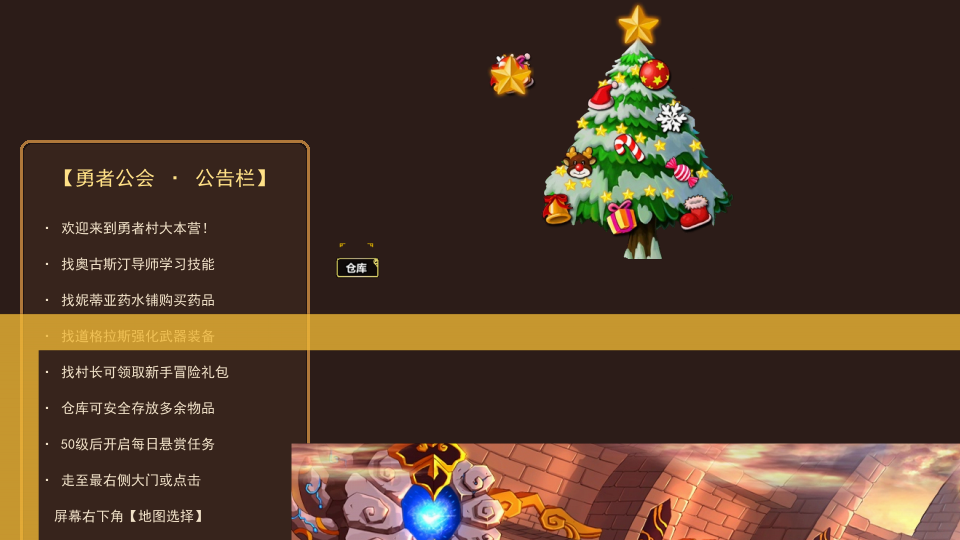 【勇者公会 · 公告栏】
· 欢迎来到勇者村大本营！
· 找奥古斯汀导师学习技能
· 找妮蒂亚药水铺购买药品
· 找道格拉斯强化武器装备
· 找村长可领取新手冒险礼包
· 仓库可安全存放多余物品
· 50级后开启每日悬赏任务
· 走至最右侧大门或点击
屏幕右下角【地图选择】
仓库